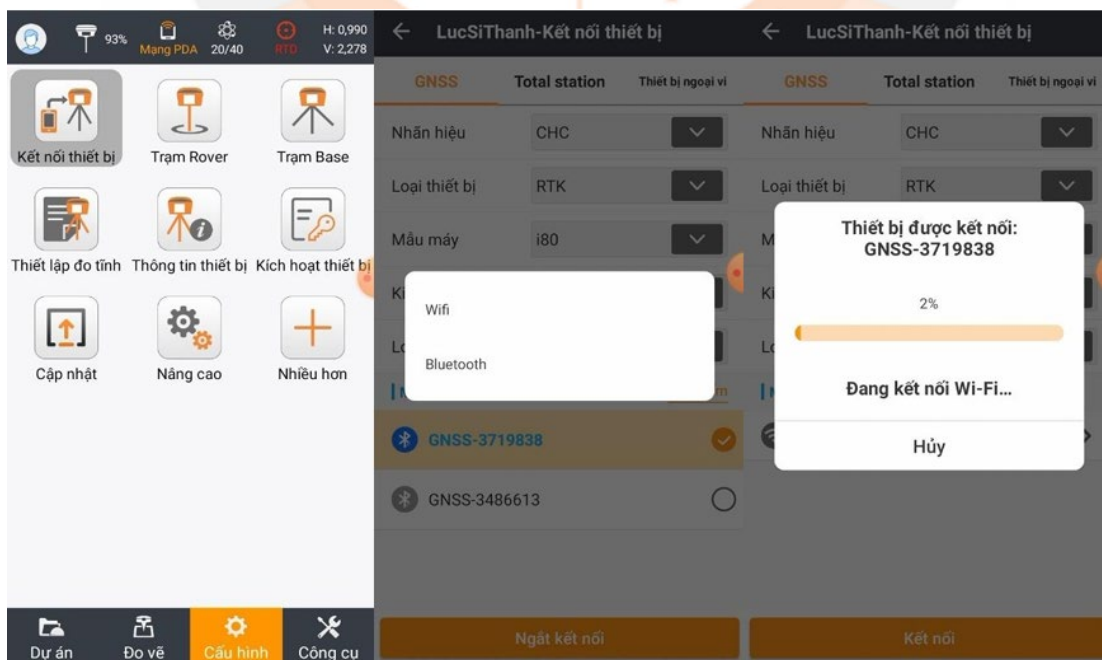 93%
Mạng PDA
20/40
RTD
H: 0,990
V: 2,278
Kết nối thiết bị
Trạm Rover
Trạm Base
Thiết lập đo tĩnh
Thông tin thiết bị
Kích hoạt thiết bị
Cập nhật
Nâng cao
Nhiều hơn
Dự án
Đo vẽ
Cấu hình
Công cụ
LucSiThanh-Kết nối thiết bị
GNSS
Total station
Thiết bị ngoại vi
Nhãn hiệu
CHC
Loại thiết bị
RTK
Mẫu máy
i80
Wifi
Bluetooth
GNSS-3719838
GNSS-3486613
Ngắt kết nối
LucSiThanh-Kết nối thiết bị
GNSS
Total station
Thiết bị ngoại vi
Nhãn hiệu
CHC
Loại thiết bị
RTK
Thiết bị được kết nối:
GNSS-3719838
2%
Đang kết nối Wi-Fi...
Hủy
Kết nối